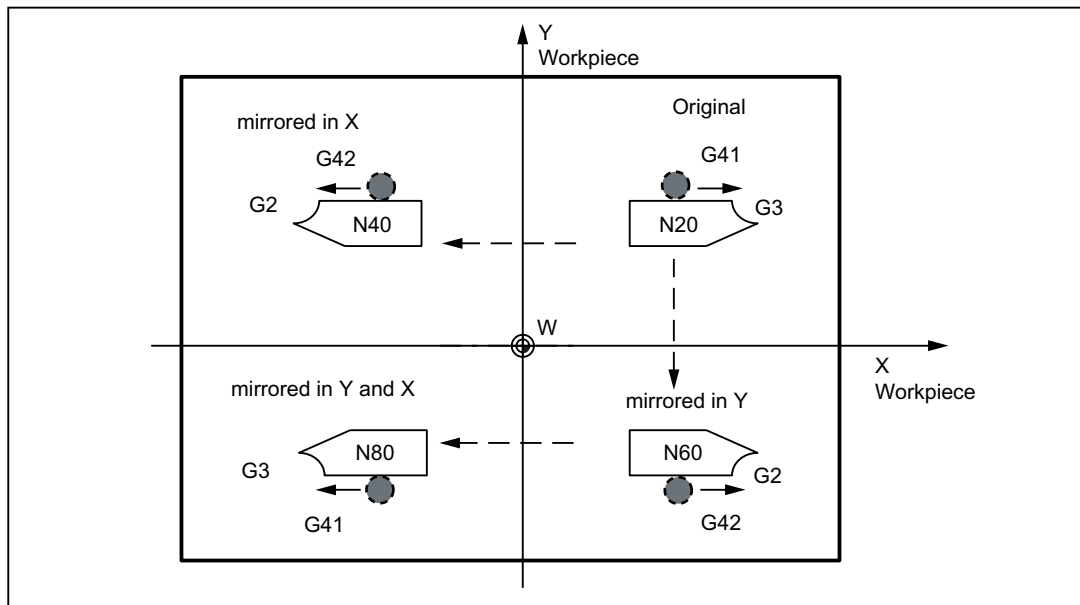 Y
Workpiece
Original
mirrored in X
G41
G42
G2
N40
N20
G3
W
X
Workpiece
mirrored in Y and X
mirrored in Y
N80
N60
G3
G2
G41
G42